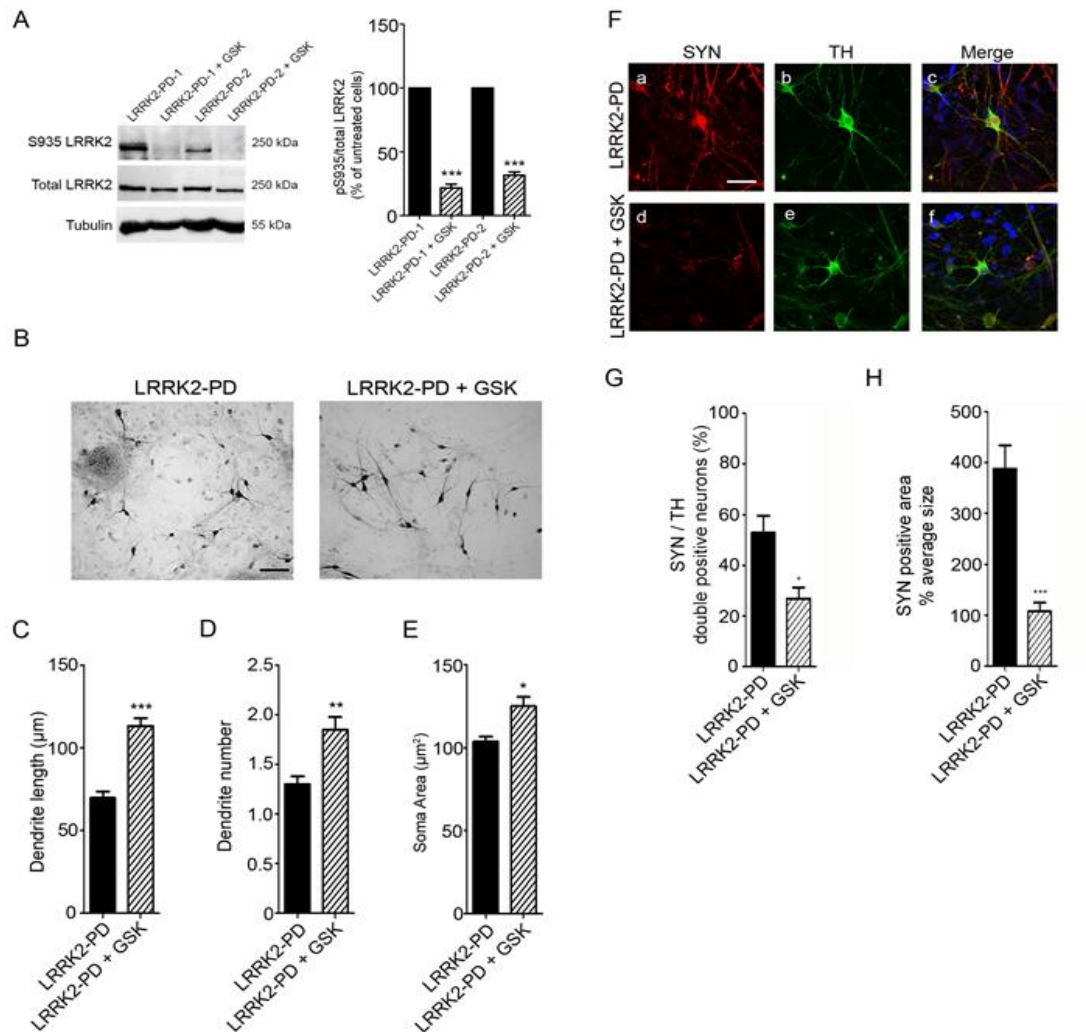 A
LRRK2-PD-1
LRRK2-PD-1 + GSK
LRRK2-PD-2
LRRK2-PD-2 + GSK
S935 LRRK2
250 kDa
Total LRRK2
250 kDa
Tubulin
55 kDa
pS935/total LRRK2
(% of untreated cells)
150
100
50
0
***
***
LRRK2-PD-1
LRRK2-PD-1 + GSK
LRRK2-PD-2
LRRK2-PD-2 + GSK
B
LRRK2-PD
LRRK2-PD + GSK
C
Dendrite length (µm)
150
100
50
0
***
LRRK2-PD
LRRK2-PD + GSK
D
Dendrite number
2.5
2.0
1.5
1.0
0.5
0
**
LRRK2-PD
LRRK2-PD + GSK
E
Soma Area (µm²)
150
100
50
0
*
LRRK2-PD
LRRK2-PD + GSK
F
SYN
TH
Merge
LRRK2-PD
a
b
c
LRRK2-PD + GSK
d
e
f
G
SYN / TH
double positive neurons (%)
100
80
60
40
20
0
*
LRRK2-PD
LRRK2-PD + GSK
H
SYN positive area
% average size
500
400
300
200
100
0
***
LRRK2-PD
LRRK2-PD + GSK